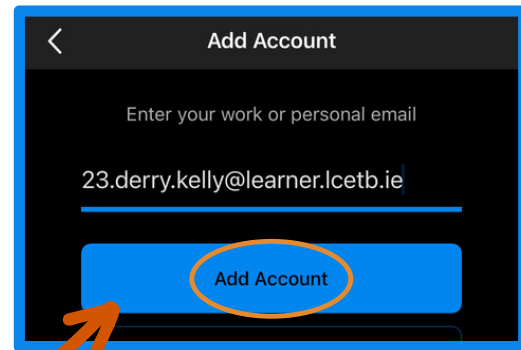 Add Account
Enter your work or personal email
23.derry.kelly@learner.lcetb.ie
Add Account